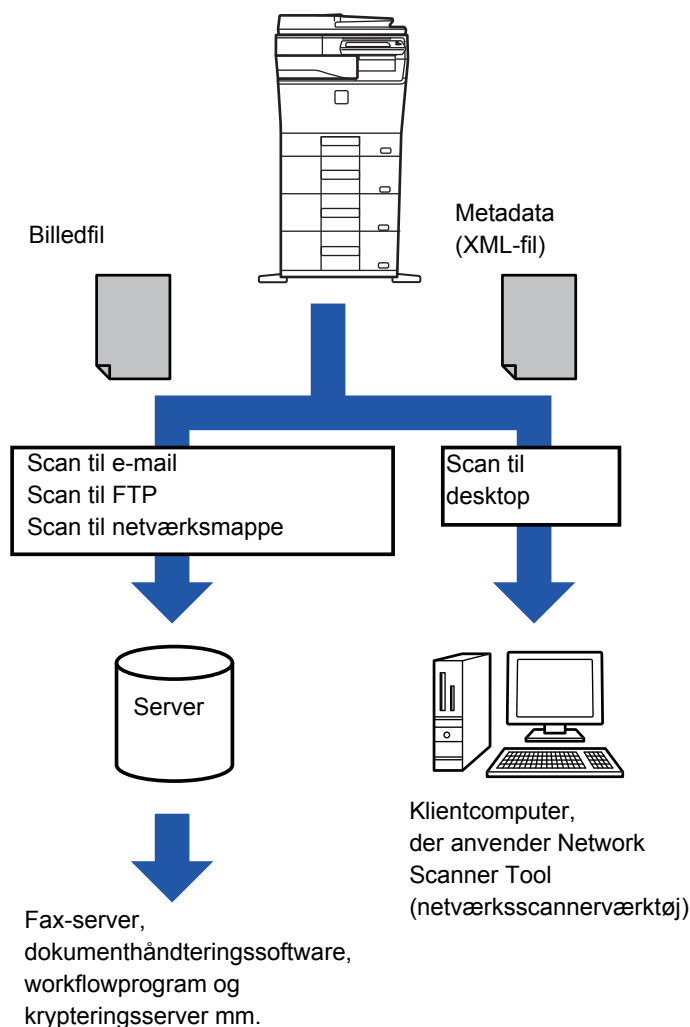 Billedfil
Metadata
(XML-fil)
Scan til e-mail
Scan til FTP
Scan til netværksmappe
Scan til
desktop
Server
Klientcomputer,
der anvender Network
Scanner Tool
(netværksscannerværktøj)
Fax-server,
dokumenthåndteringssoftware,
workflowprogram og
krypteringsserver mm.